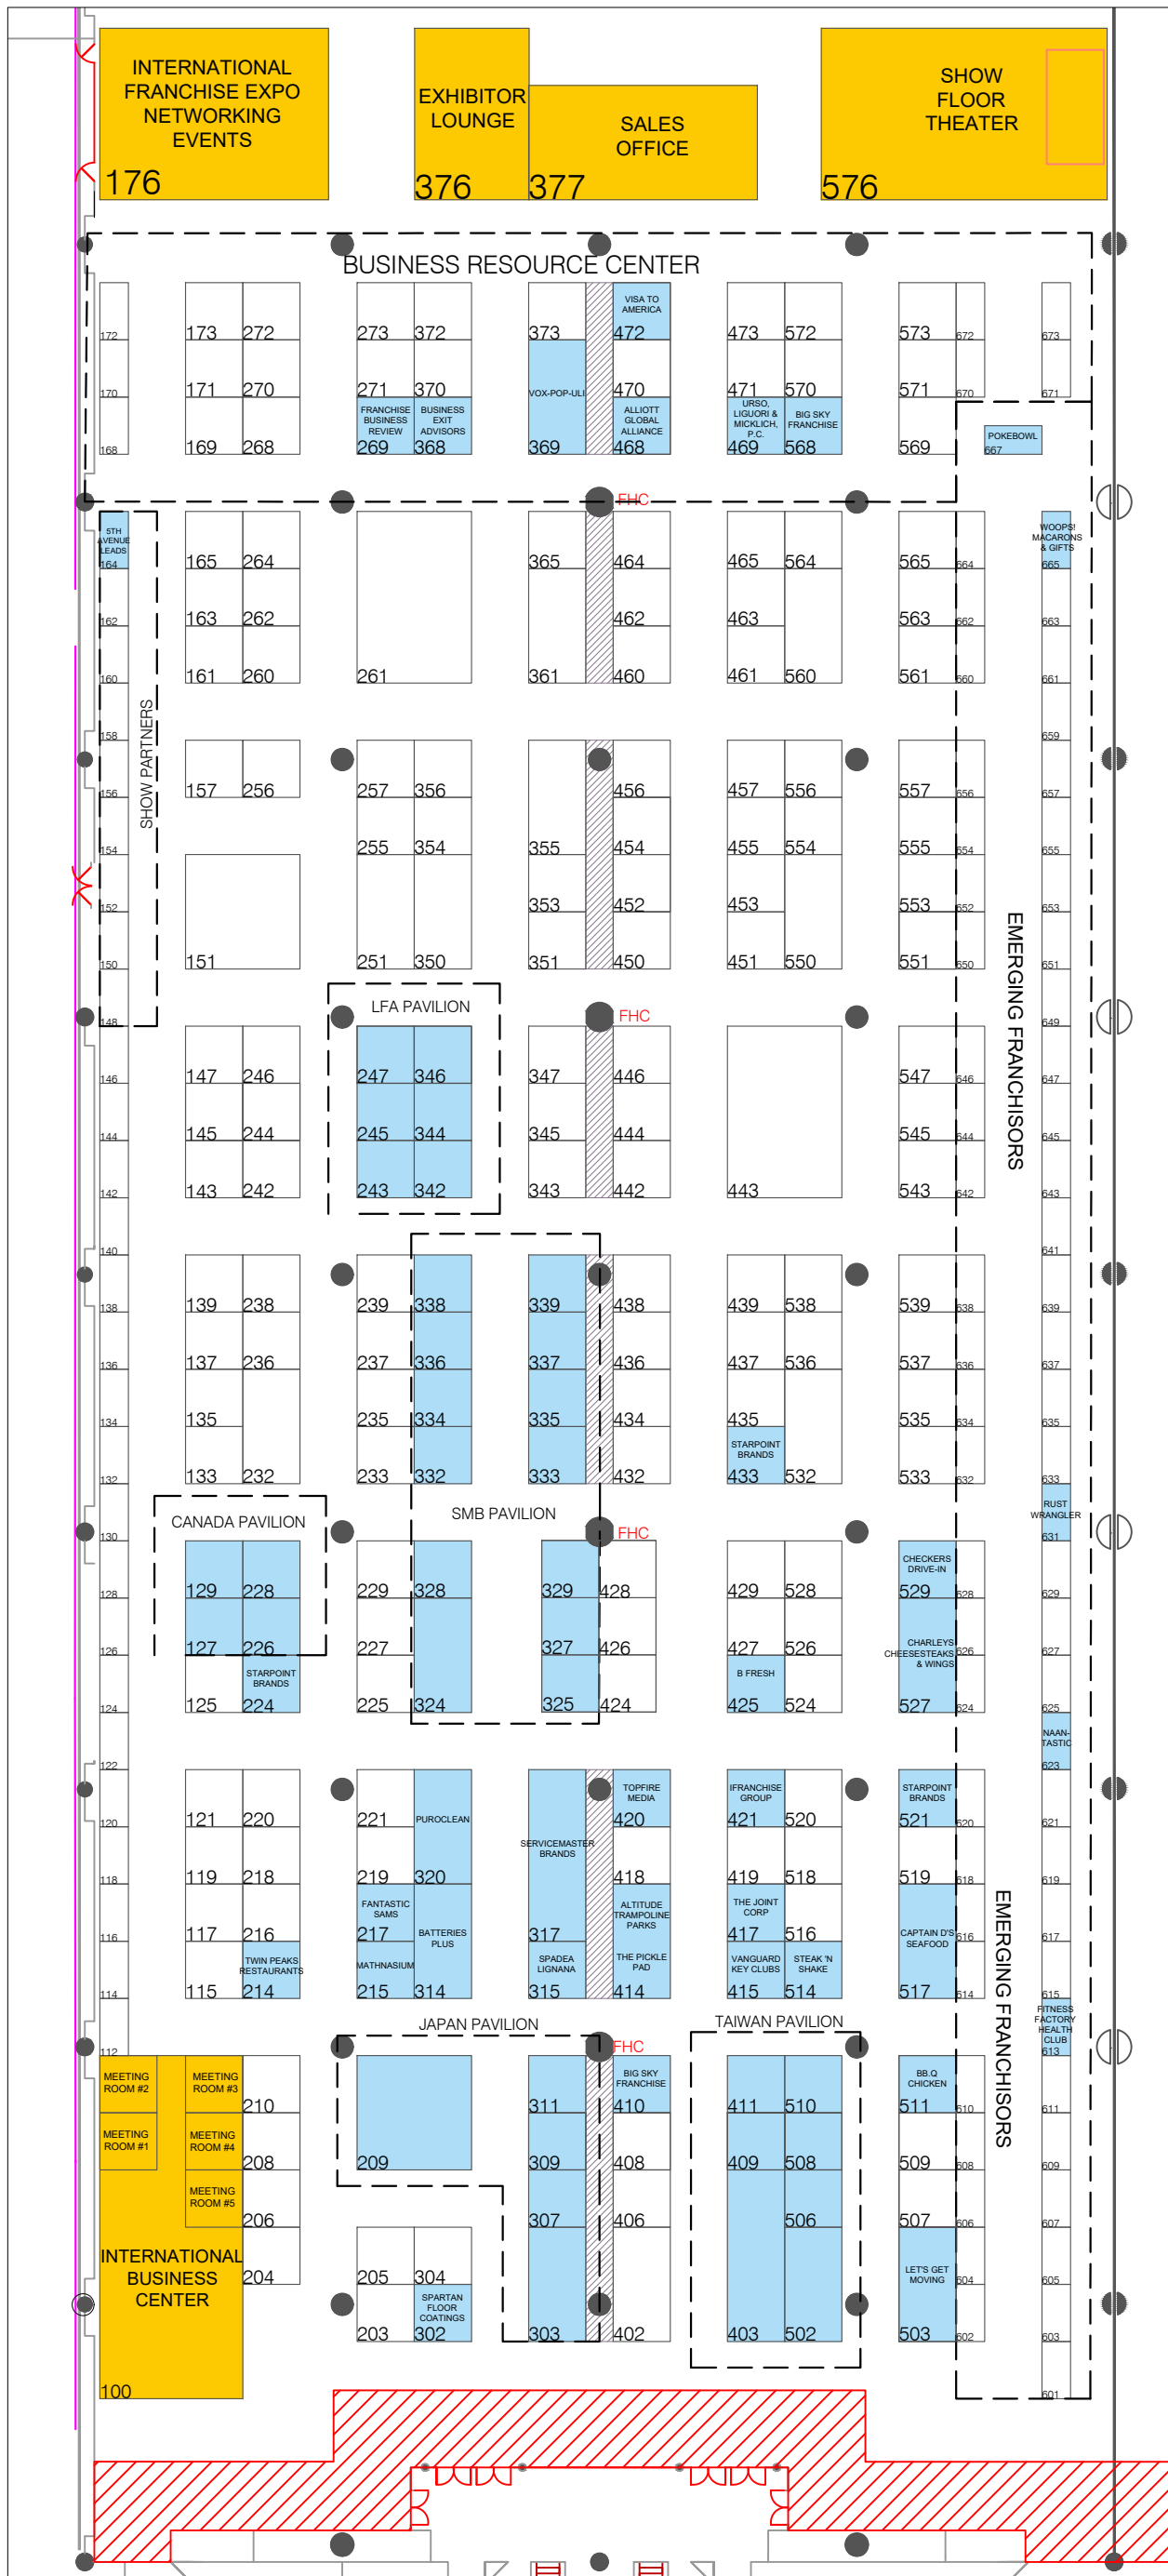 INTERNATIONAL
FRANCHISE EXPO
NETWORKING
EVENTS
176
EXHIBITOR
LOUNGE
376
SALES
OFFICE
377
SHOW
FLOOR
THEATER
576
BUSINESS RESOURCE CENTER
VISA TO
AMERICA
172 173 272 273 372 373 472 473 572 573 672 673
VOX-POP-ULI
170 171 270 271 370 470 471 570 571 670 671
FRANCHISE
BUSINESS
REVIEW
BUSINESS
EXIT
ADVISORS
ALLIOTT
GLOBAL
ALLIANCE
URSO,
LIGUORI &
MICKLICH,
P.C.
BIG SKY
FRANCHISE
POKEBOWL
667
168 169 268 269 368 369 468 469 568 569
FHC
5TH
AVENUE
LEADS
WOOPS!
MACARONS
& GIFTS
164 165 264 365 464 465 564 565 664 665
162 163 262 462 463 563 662 663
160 161 260 261 361 460 461 560 561 660 661
SHOW PARTNERS
158 659
156 157 256 257 356 456 457 556 557 656 657
154 255 354 355 454 455 554 555 654 655
152 353 452 453 553 652 653
EMERGING FRANCHISORS
150 151 251 350 351 450 451 550 551 650 651
LFA PAVILION
FHC
148 649
146 147 246 247 346 347 446 547 646 647
144 145 244 245 344 345 444 545 644 645
142 143 242 243 342 343 442 443 543 642 643
140 641
138 139 238 239 338 339 438 439 538 539 638 639
136 137 236 237 336 337 436 437 536 537 636 637
134 135 235 334 335 434 435 535 634 635
STARPOINT
BRANDS
132 133 232 233 332 333 432 433 532 533 632 633
CANADA PAVILION
SMB PAVILION
FHC
RUST
WRANGLER
130 631
CHECKERS
DRIVE-IN
128 129 228 229 328 329 428 429 528 529 628 629
CHARLEYS
CHEESESTEAKS
& WINGS
126 127 226 227 327 426 427 526 626 627
STARPOINT
BRANDS
B FRESH
124 125 224 225 324 325 424 425 524 527 624 625
NAAN-
TASTIC
122 623
PUROCLEAN
SERVICEMASTER
BRANDS
TOPFIRE
MEDIA
IFRANCHISE
GROUP
STARPOINT
BRANDS
120 121 220 221 420 421 520 521 620 621
118 119 218 219 320 418 419 518 519 618 619
FANTASTIC
SAMS
BATTERIES
PLUS
ALTITUDE
TRAMPOLINE
PARKS
THE JOINT
CORP
CAPTAIN D'S
SEAFOOD
116 117 216 217 317 417 516 616 617
TWIN PEAKS
RESTAURANTS
MATHNASIUM
SPADEA
LIGNANA
THE PICKLE
PAD
VANGUARD
KEY CLUBS
STEAK 'N
SHAKE
114 115 214 215 314 315 414 415 514 517 614 615
EMERGING FRANCHISORS
JAPAN PAVILION
TAIWAN PAVILION
FHC
FITNESS
FACTORY
HEALTH
CLUB
112 613
MEETING
ROOM #2
MEETING
ROOM #3
BIG SKY
FRANCHISE
BB.Q
CHICKEN
210 311 410 411 510 511 610 611
MEETING
ROOM #1
MEETING
ROOM #4
208 209 309 408 409 508 509 608 609
MEETING
ROOM #5
206 307 406 506 507 606 607
INTERNATIONAL
BUSINESS
CENTER
LET'S GET
MOVING
204 205 304 604 605
SPARTAN
FLOOR
COATINGS
203 302 303 402 403 502 503 602 603
100 601